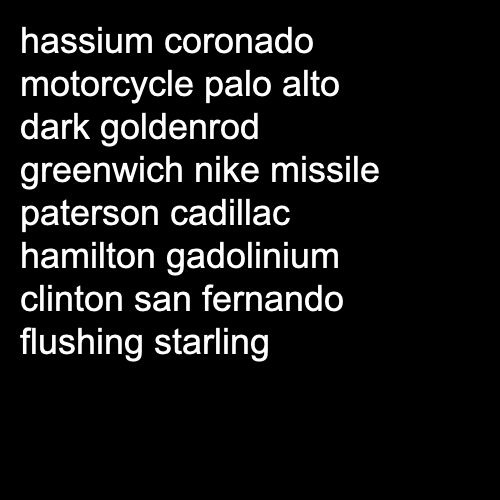 hassium coronado
motorcycle palo alto
dark goldenrod
greenwich nike missile
paterson cadillac
hamilton gadolinium
clinton san fernando
flushing starling